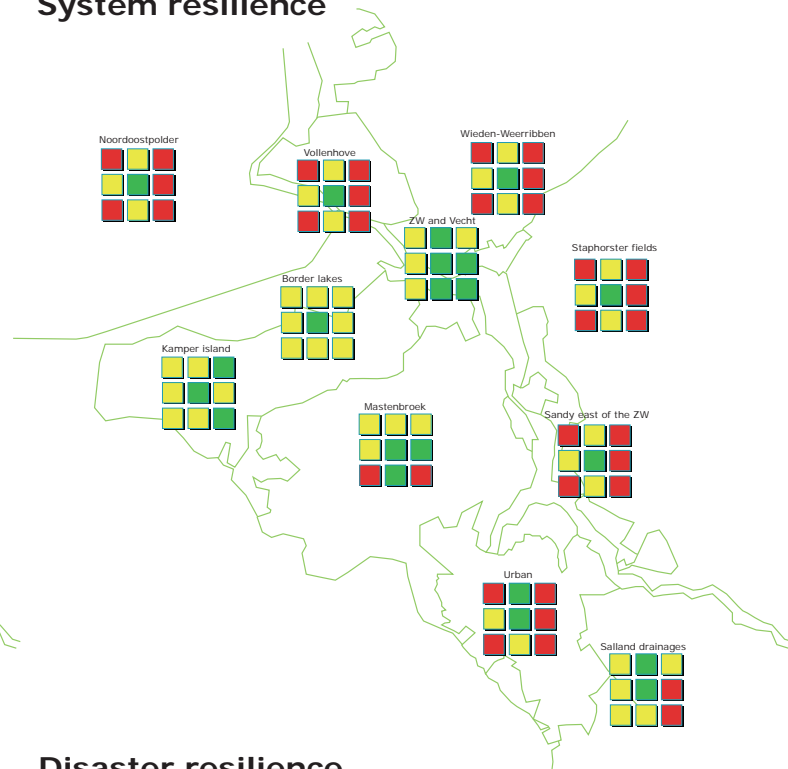 System resilience
Noordoostpolder
Wieden-Weerribben
Vollenhove
ZW and Vecht
Staphorster fields
Border lakes
Kamper island
Mastenbroek
Sandy east of the ZW
Urban
Salland drainages
Disaster resilience